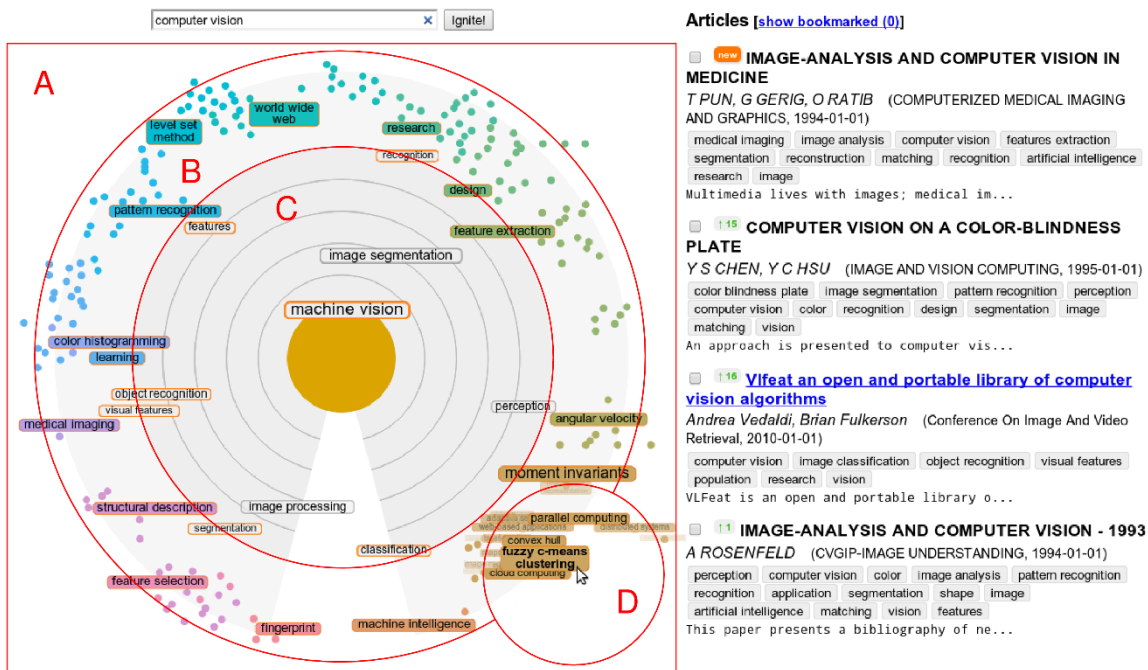 computer vision × Ignite!
A
B
C
D
world wide
web
level set
method
research
recognition
design
pattern recognition
features
feature extraction
image segmentation
machine vision
color histogramming
learning
object recognition
visual features
perception
medical imaging
angular velocity
moment invariants
structural description
image processing
segmentation
parallel computing
convex hull
classification
fuzzy c-means
clustering
cloud computing
feature selection
fingerprint
machine intelligence
Articles [show bookmarked (0)]
new IMAGE-ANALYSIS AND COMPUTER VISION IN
MEDICINE
T PUN, G GERIG, O RATIB (COMPUTERIZED MEDICAL IMAGING
AND GRAPHICS, 1994-01-01)
medical imaging image analysis computer vision features extraction
segmentation reconstruction matching recognition artificial intelligence
research image
Multimedia lives with images; medical im...
↑15 COMPUTER VISION ON A COLOR-BLINDNESS
PLATE
Y S CHEN, Y C HSU (IMAGE AND VISION COMPUTING, 1995-01-01)
color blindness plate image segmentation pattern recognition perception
computer vision color recognition design segmentation image
matching vision
An approach is presented to computer vis...
↑16 Vlfeat an open and portable library of computer
vision algorithms
Andrea Vedaldi, Brian Fulkerson (Conference On Image And Video
Retrieval, 2010-01-01)
computer vision image classification object recognition visual features
population research vision
VLFeat is an open and portable library o...
↑1 IMAGE-ANALYSIS AND COMPUTER VISION - 1993
A ROSENFELD (CVGIP-IMAGE UNDERSTANDING, 1994-01-01)
perception computer vision color image analysis pattern recognition
recognition application segmentation shape image
artificial intelligence matching vision features
This paper presents a bibliography of ne...